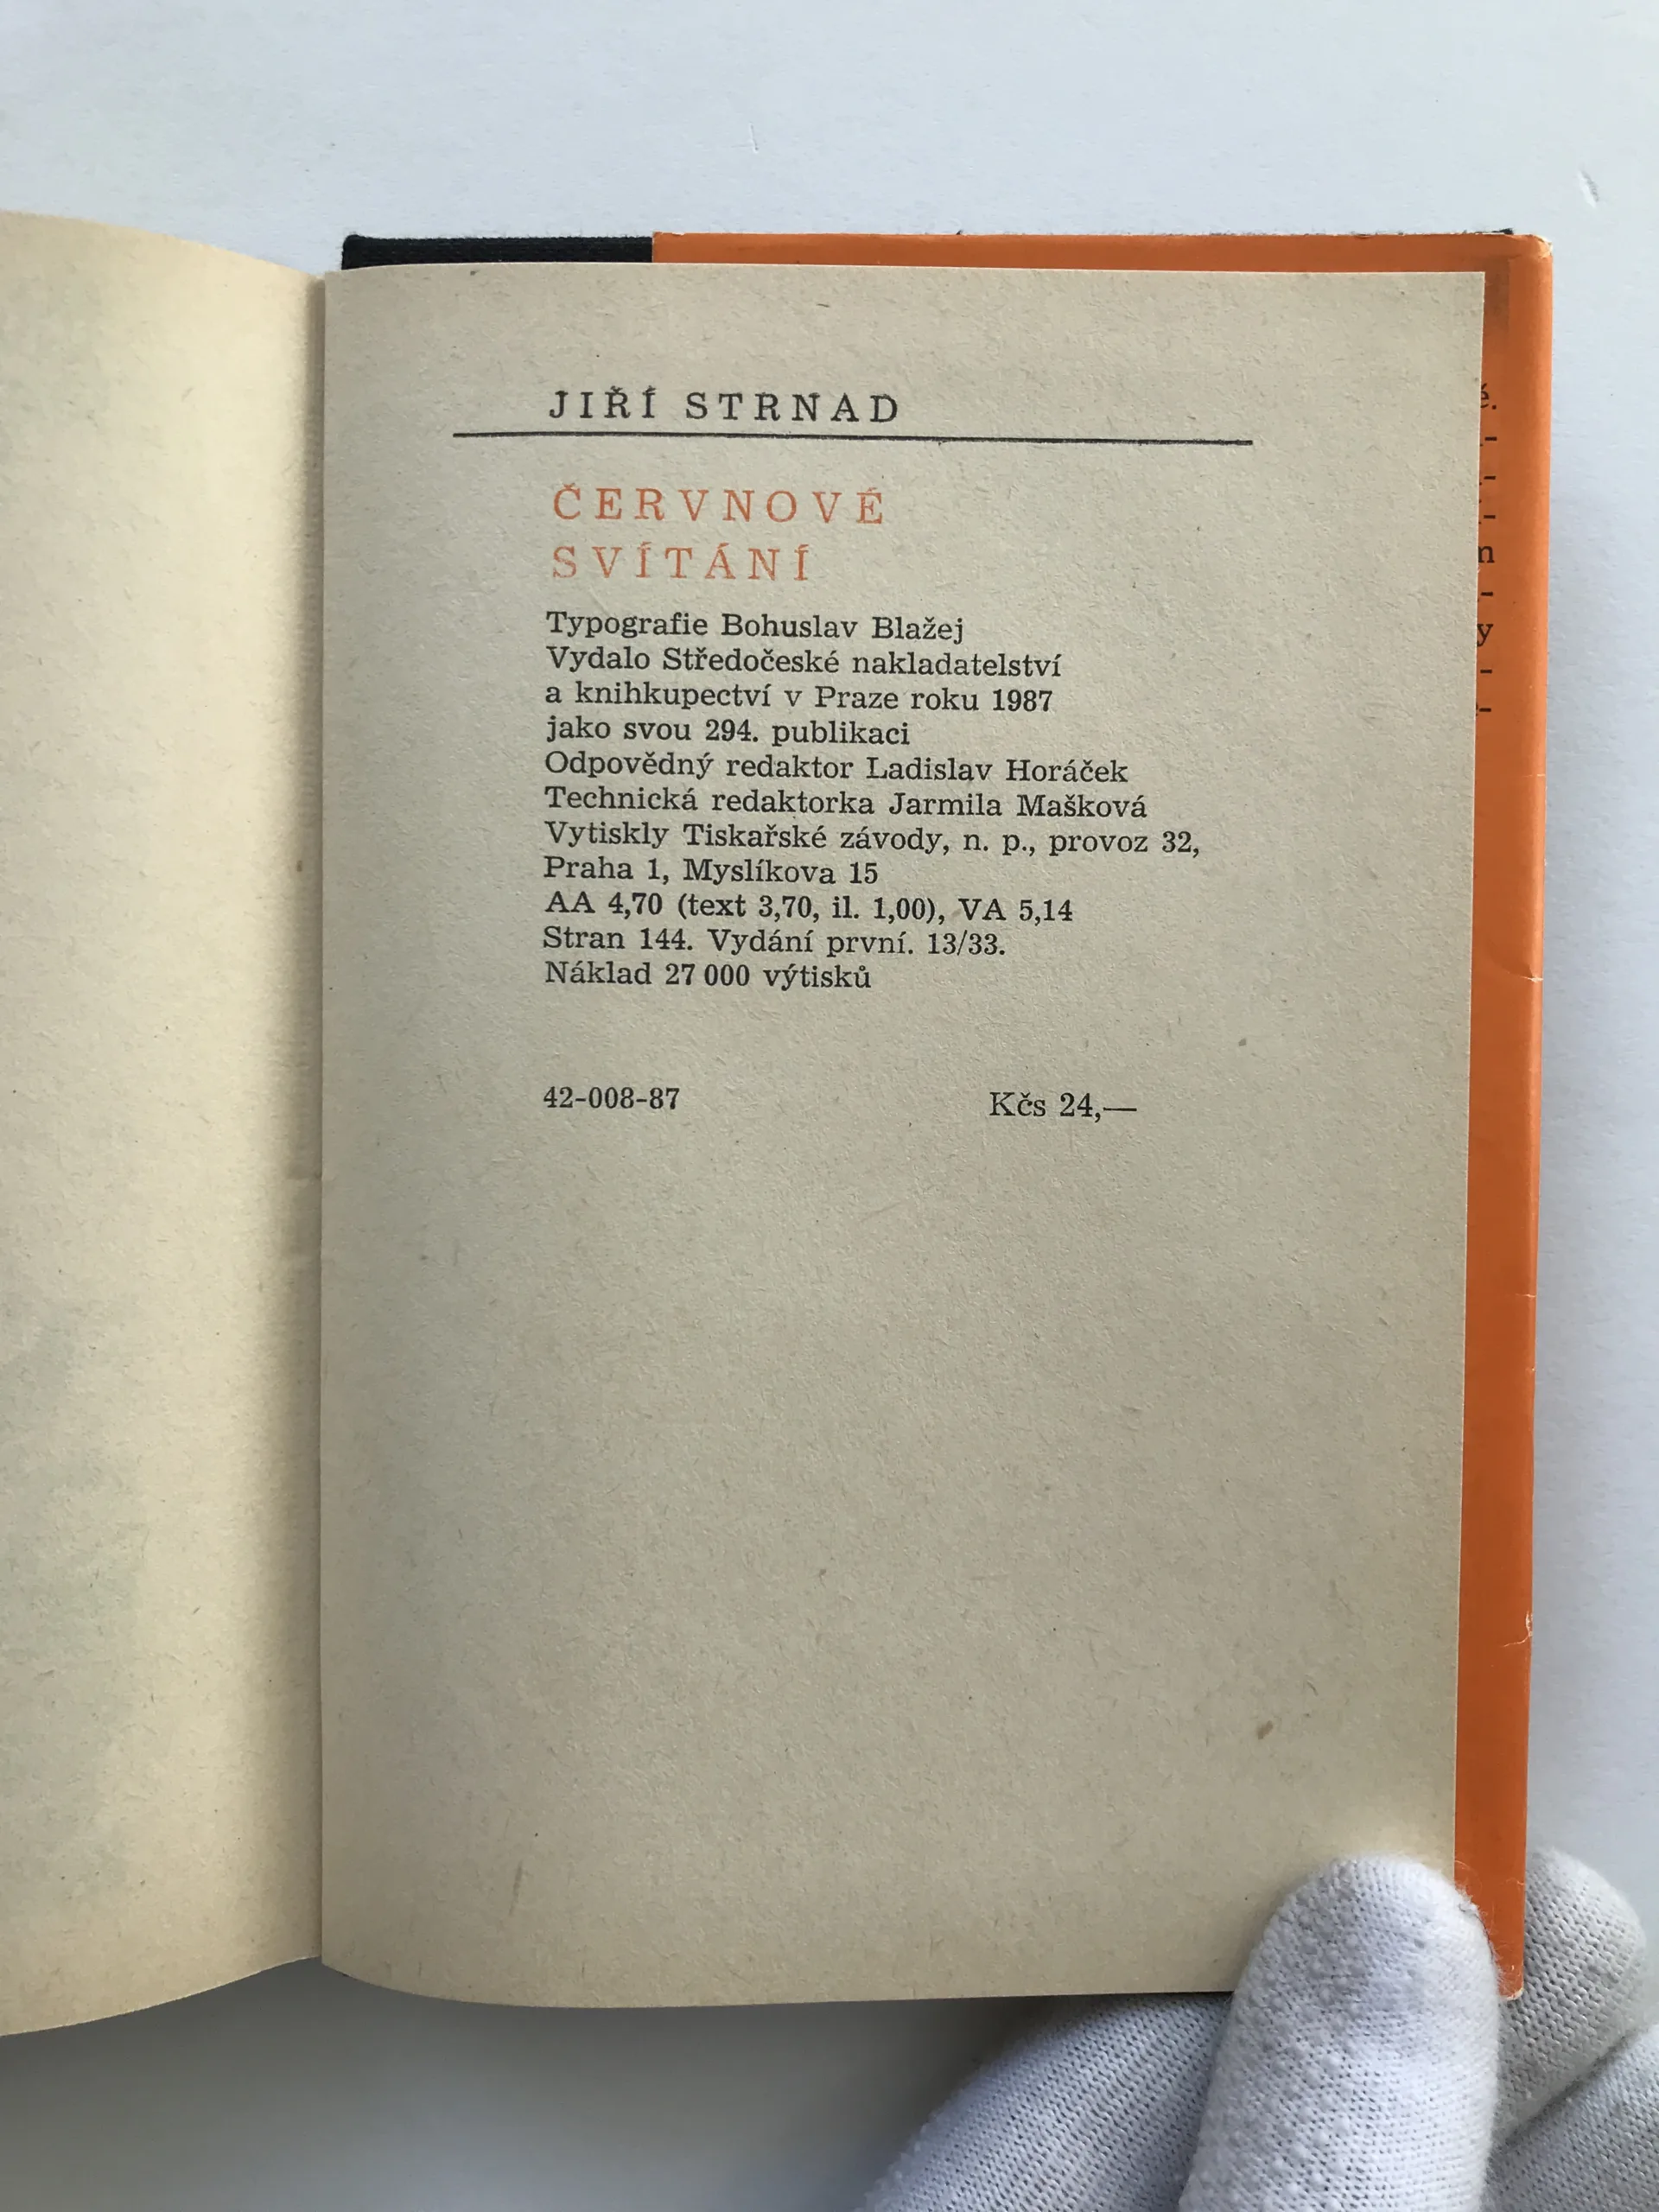 JIŘÍ STRNAD
ČERVNOVÉ
SVÍTÁNÍ
Typografie Bohuslav Blažej
Vydalo Středočeské nakladatelství
a knihkupectví v Praze roku 1987
jako svou 294. publikaci
Odpovědný redaktor Ladislav Horáček
Technická redaktorka Jarmila Mašková
Vytiskly Tiskařské závody, n. p., provoz 32,
Praha 1, Myslíkova 15
AA 4,70 (text 3,70, il. 1,00), VA 5,14
Stran 144. Vydání první. 13/33.
Náklad 27 000 výtisků
42-008-87 Kčs 24,—